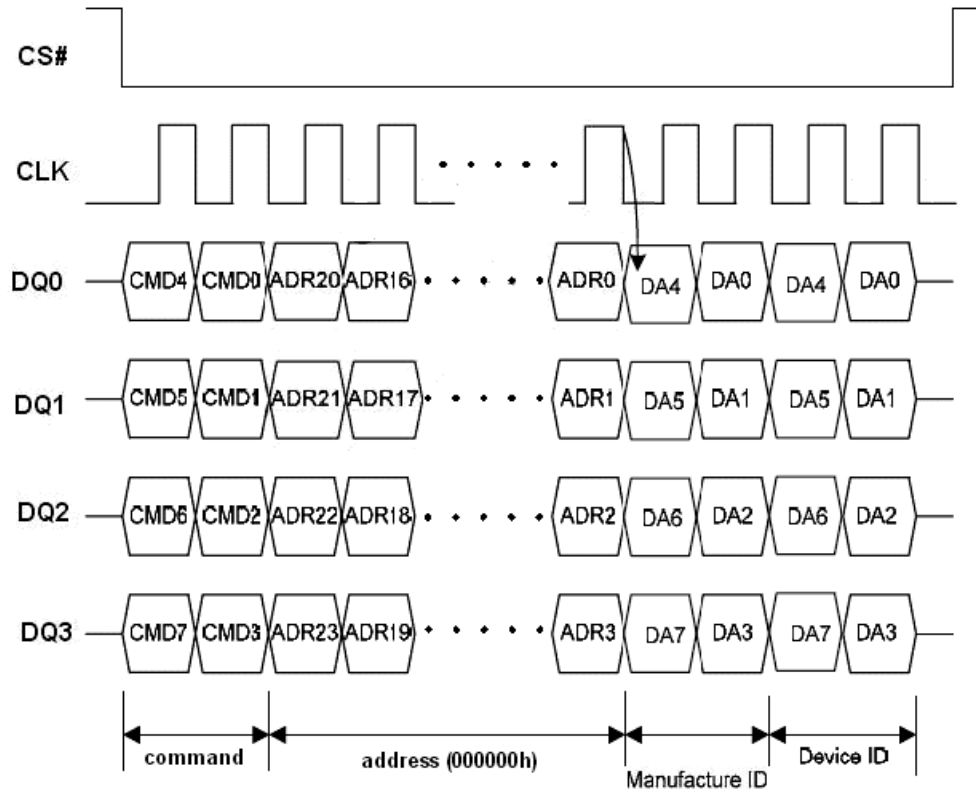 CS#
CLK
DQ0 CMD4 CMD0 ADR20 ADR16 ADR0 DA4 DA0 DA4 DA0
DQ1 CMD5 CMD1 ADR21 ADR17 ADR1 DA5 DA1 DA5 DA1
DQ2 CMD6 CMD2 ADR22 ADR18 ADR2 DA6 DA2 DA6 DA2
DQ3 CMD7 CMD3 ADR23 ADR19 ADR3 DA7 DA3 DA7 DA3
command address (000000h) Manufacture ID Device ID